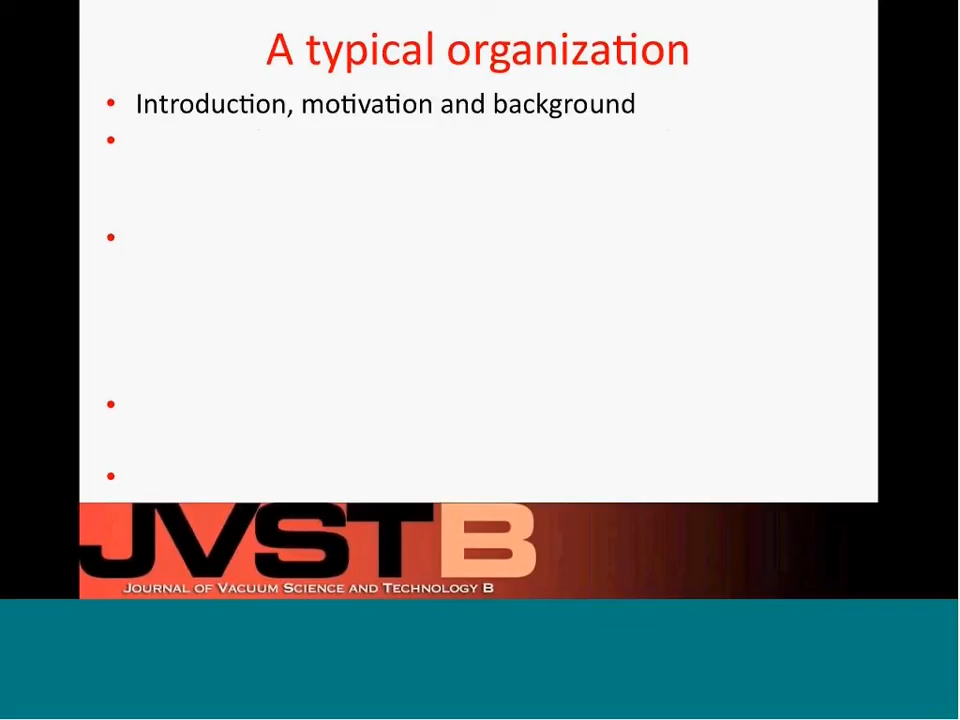 A typical organization
• Introduction, motivation and background
•
•
•
•
JVSTB
JOURNAL OF VACUUM SCIENCE AND TECHNOLOGY B